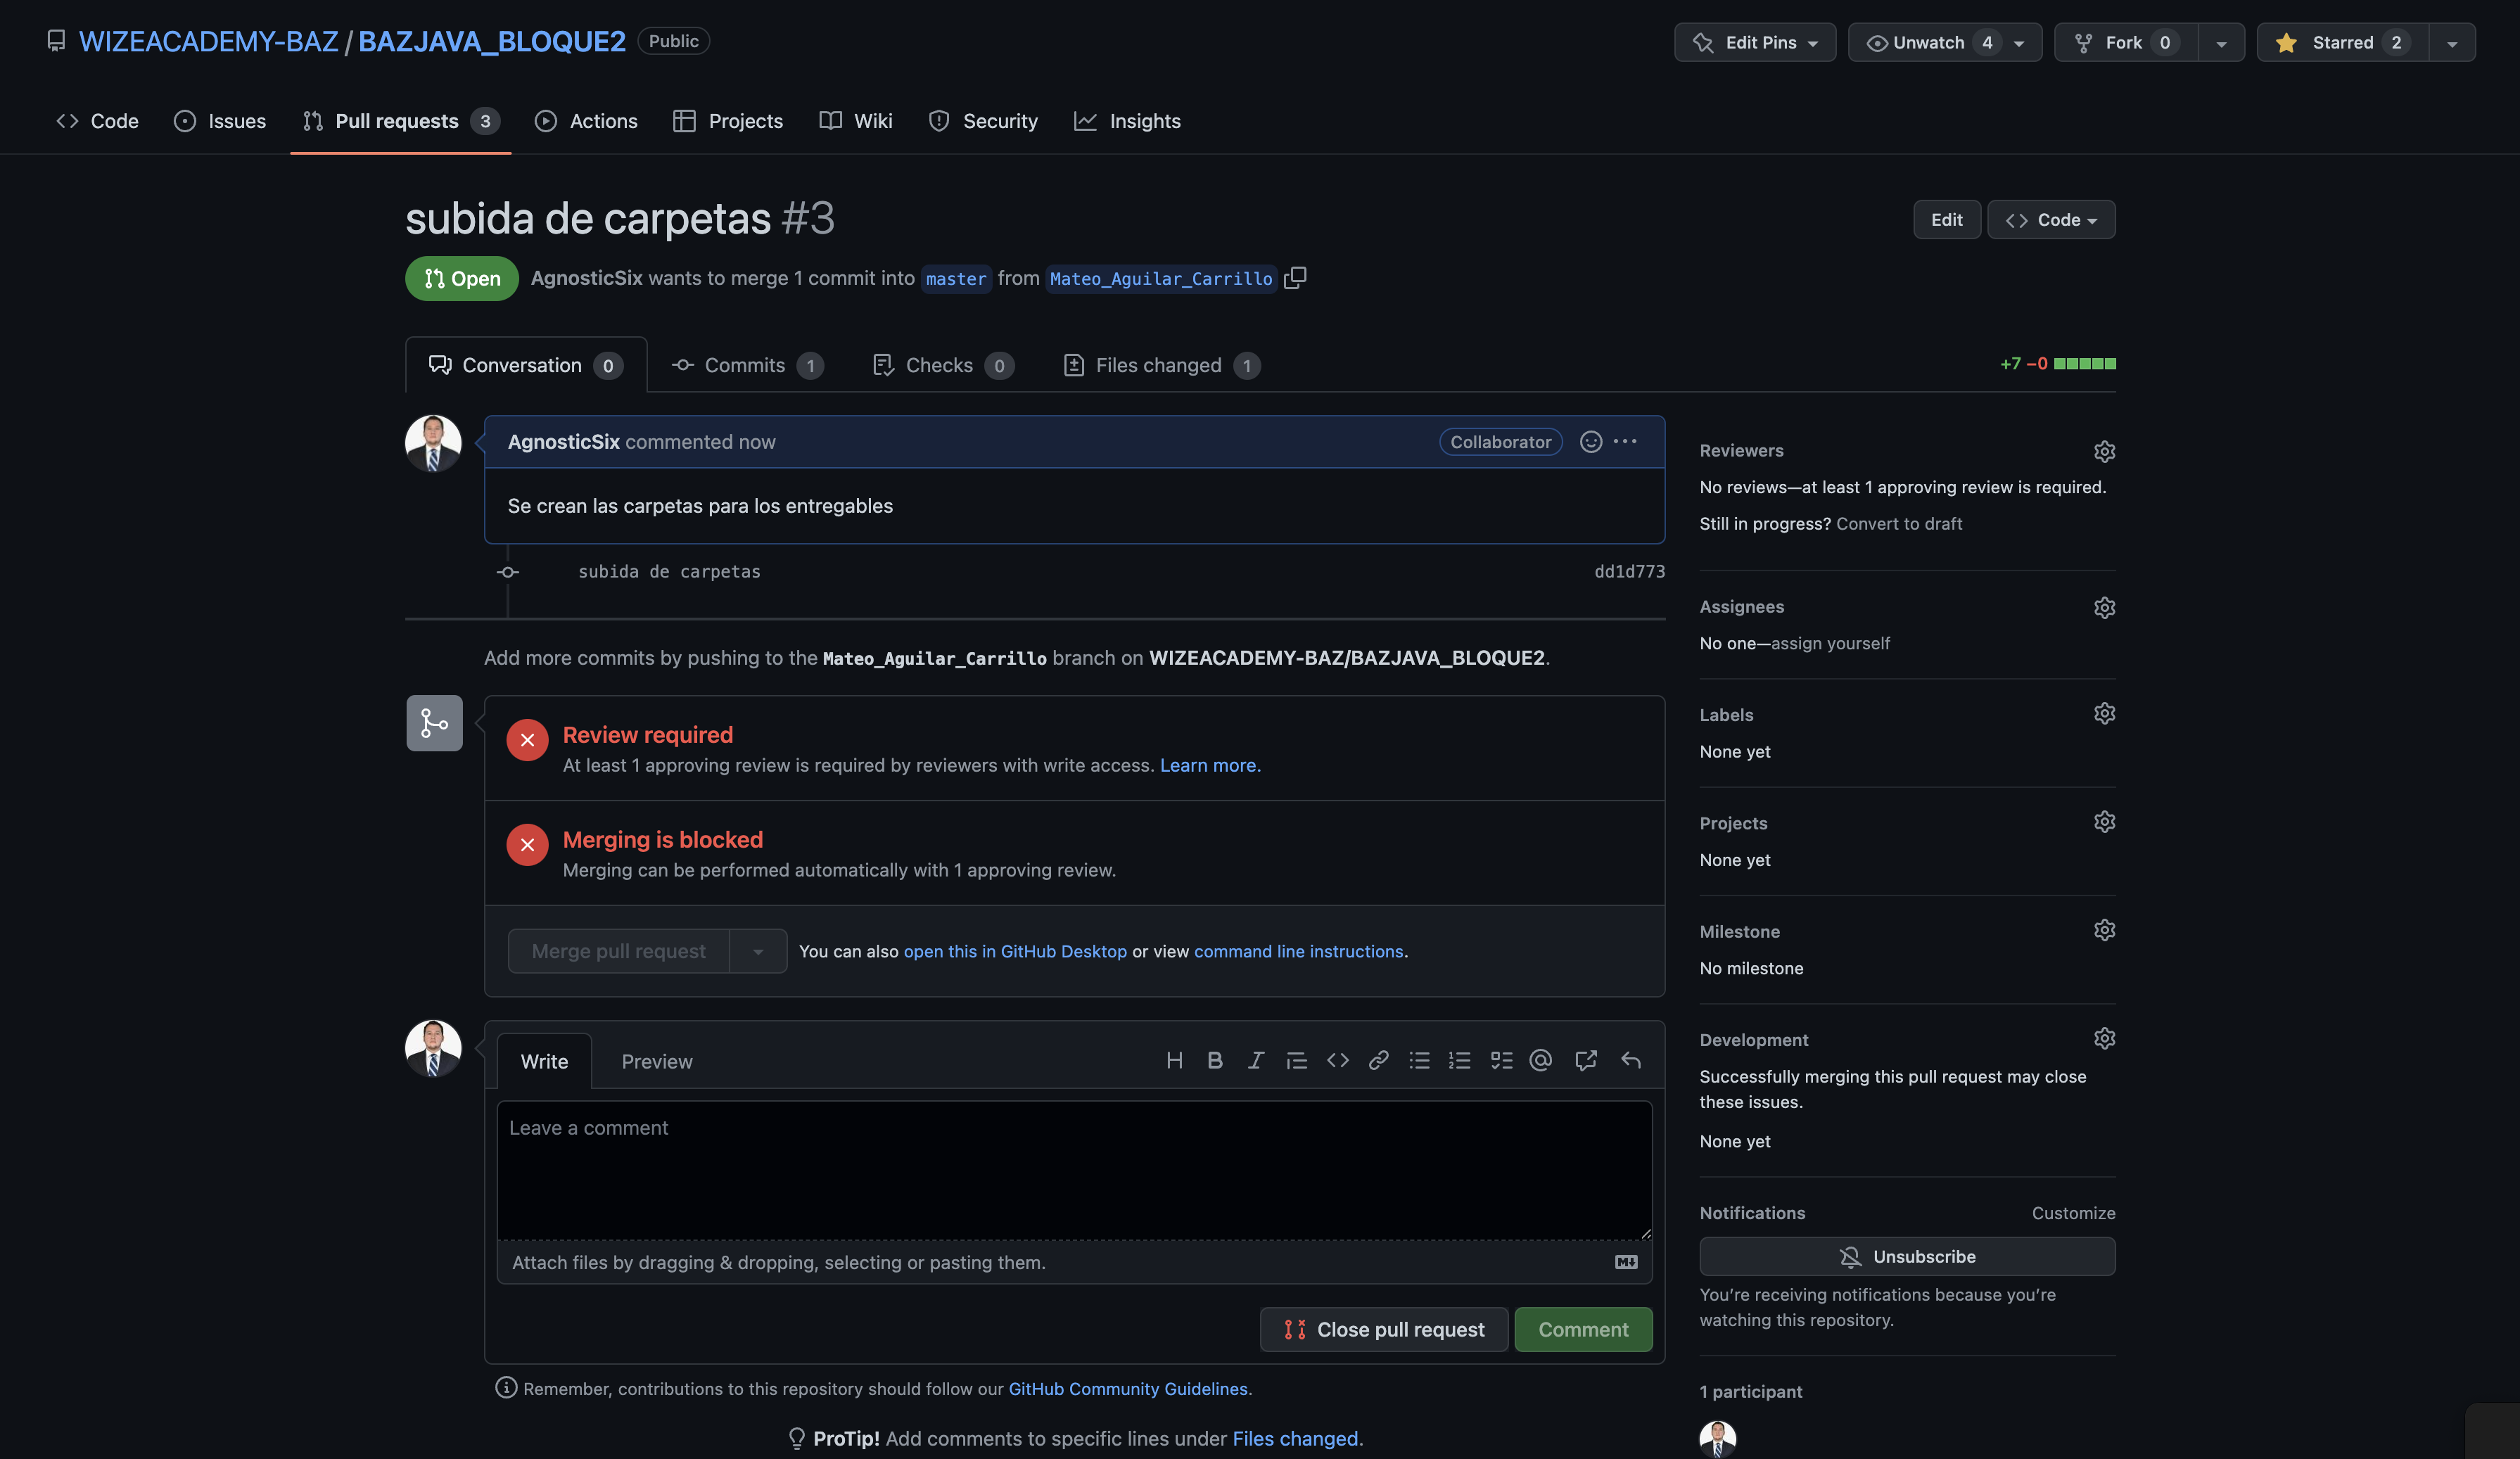 WIZEACADEMY-BAZ / BAZJAVA_BLOQUE2 Public
Edit Pins
Unwatch 4
Fork 0
Starred 2
Code
Issues
Pull requests 3
Actions
Projects
Wiki
Security
Insights
subida de carpetas #3
Edit
Code
Open
AgnosticSix wants to merge 1 commit into master from Mateo_Aguilar_Carrillo
Conversation 0
Commits 1
Checks 0
Files changed 1
+7 −0
AgnosticSix commented now
Collaborator
Se crean las carpetas para los entregables
subida de carpetas
dd1d773
Add more commits by pushing to the Mateo_Aguilar_Carrillo branch on WIZEACADEMY-BAZ/BAZJAVA_BLOQUE2.
Review required
At least 1 approving review is required by reviewers with write access. Learn more.
Merging is blocked
Merging can be performed automatically with 1 approving review.
Merge pull request
You can also open this in GitHub Desktop or view command line instructions.
Write
Preview
Leave a comment
Attach files by dragging & dropping, selecting or pasting them.
Close pull request
Comment
Remember, contributions to this repository should follow our GitHub Community Guidelines.
ProTip! Add comments to specific lines under Files changed.
Reviewers
No reviews—at least 1 approving review is required.
Still in progress? Convert to draft
Assignees
No one—assign yourself
Labels
None yet
Projects
None yet
Milestone
No milestone
Development
Successfully merging this pull request may close
these issues.
None yet
Notifications
Customize
Unsubscribe
You're receiving notifications because you're
watching this repository.
1 participant